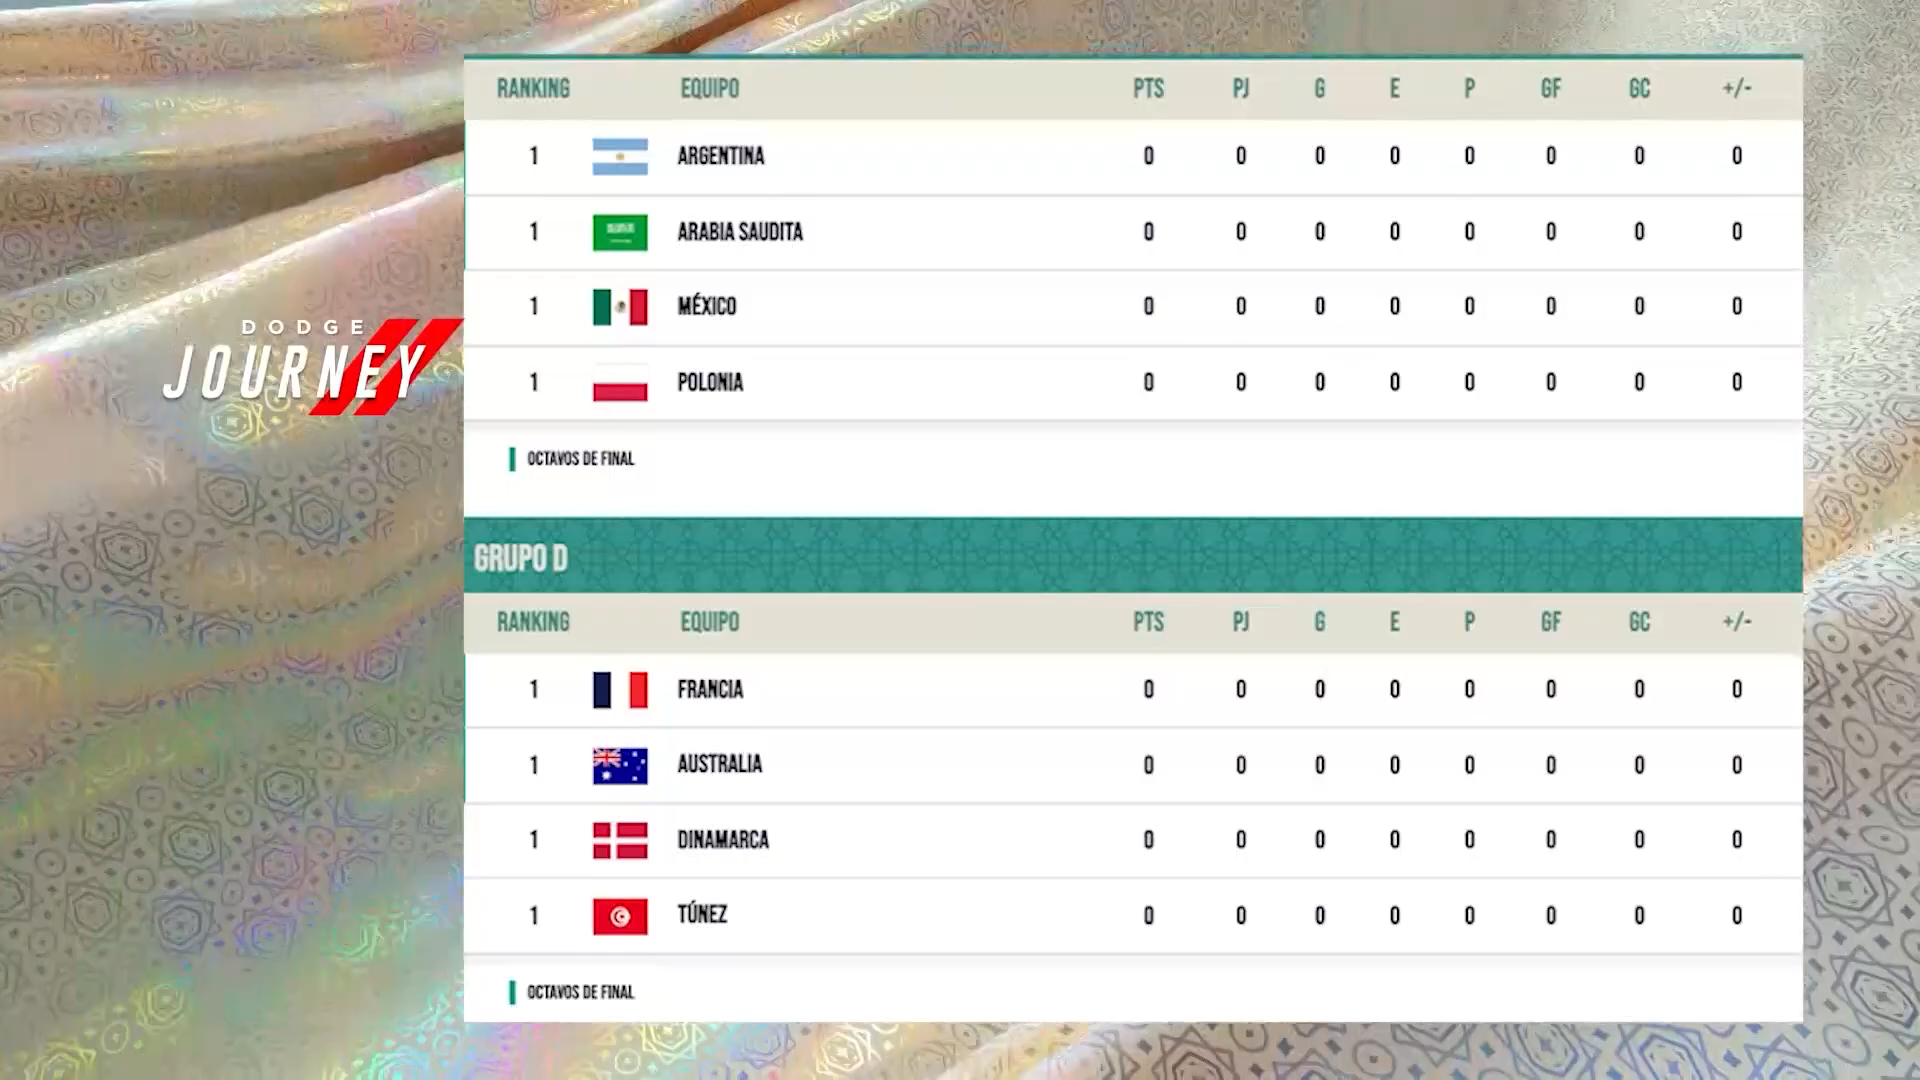 DODGE
JOURNEY
RANKING EQUIPO PTS PJ G E P GF GC +/-
1 ARGENTINA 0 0 0 0 0 0 0 0
1 ARABIA SAUDITA 0 0 0 0 0 0 0 0
1 MÉXICO 0 0 0 0 0 0 0 0
1 POLONIA 0 0 0 0 0 0 0 0
OCTAVOS DE FINAL
GRUPO D
RANKING EQUIPO PTS PJ G E P GF GC +/-
1 FRANCIA 0 0 0 0 0 0 0 0
1 AUSTRALIA 0 0 0 0 0 0 0 0
1 DINAMARCA 0 0 0 0 0 0 0 0
1 TÚNEZ 0 0 0 0 0 0 0 0
OCTAVOS DE FINAL